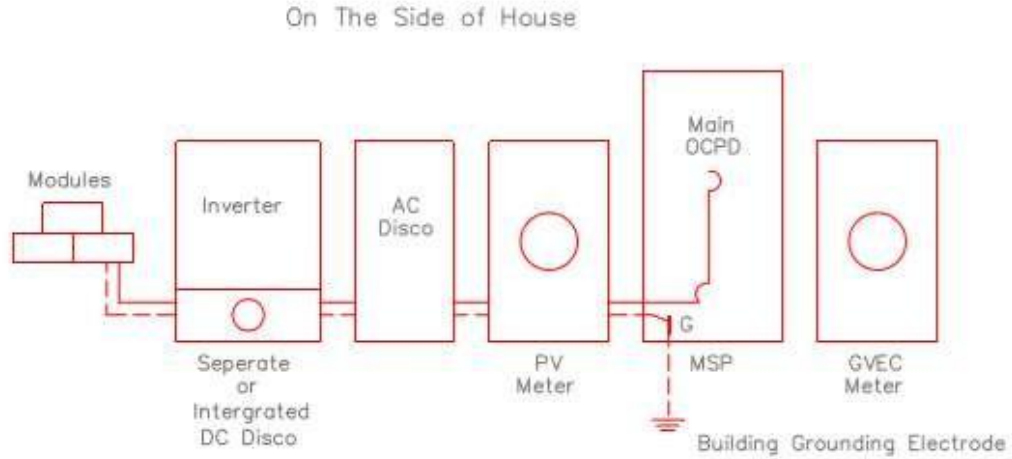 On The Side of House
Main
OCPD
Modules
Inverter
AC
Disco
G
Seperate
or
Intergrated
DC Disco
PV
Meter
MSP
GVEC
Meter
Building Grounding Electrode